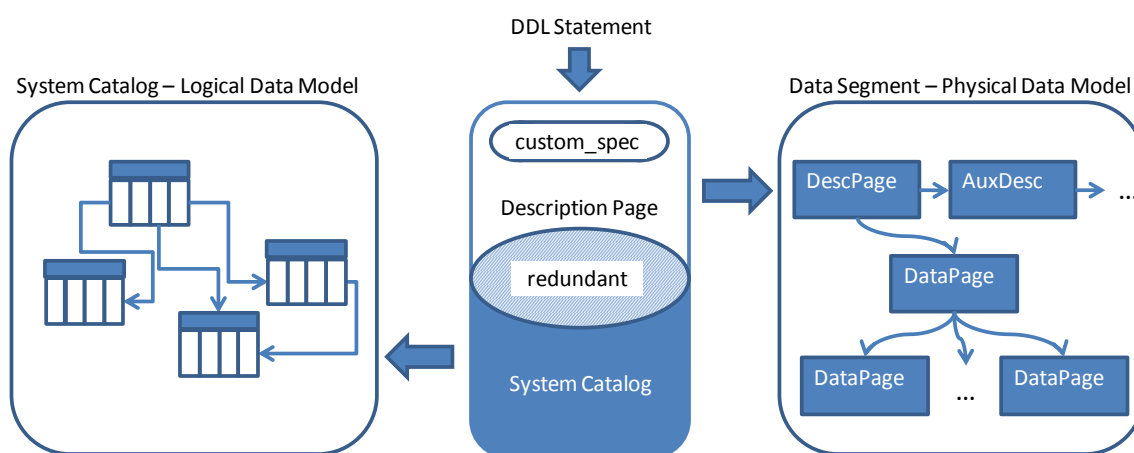 DDL Statement
System Catalog – Logical Data Model
Data Segment – Physical Data Model
custom_spec
Description Page
redundant
System Catalog
DescPage
AuxDesc
...
DataPage
DataPage
...
DataPage